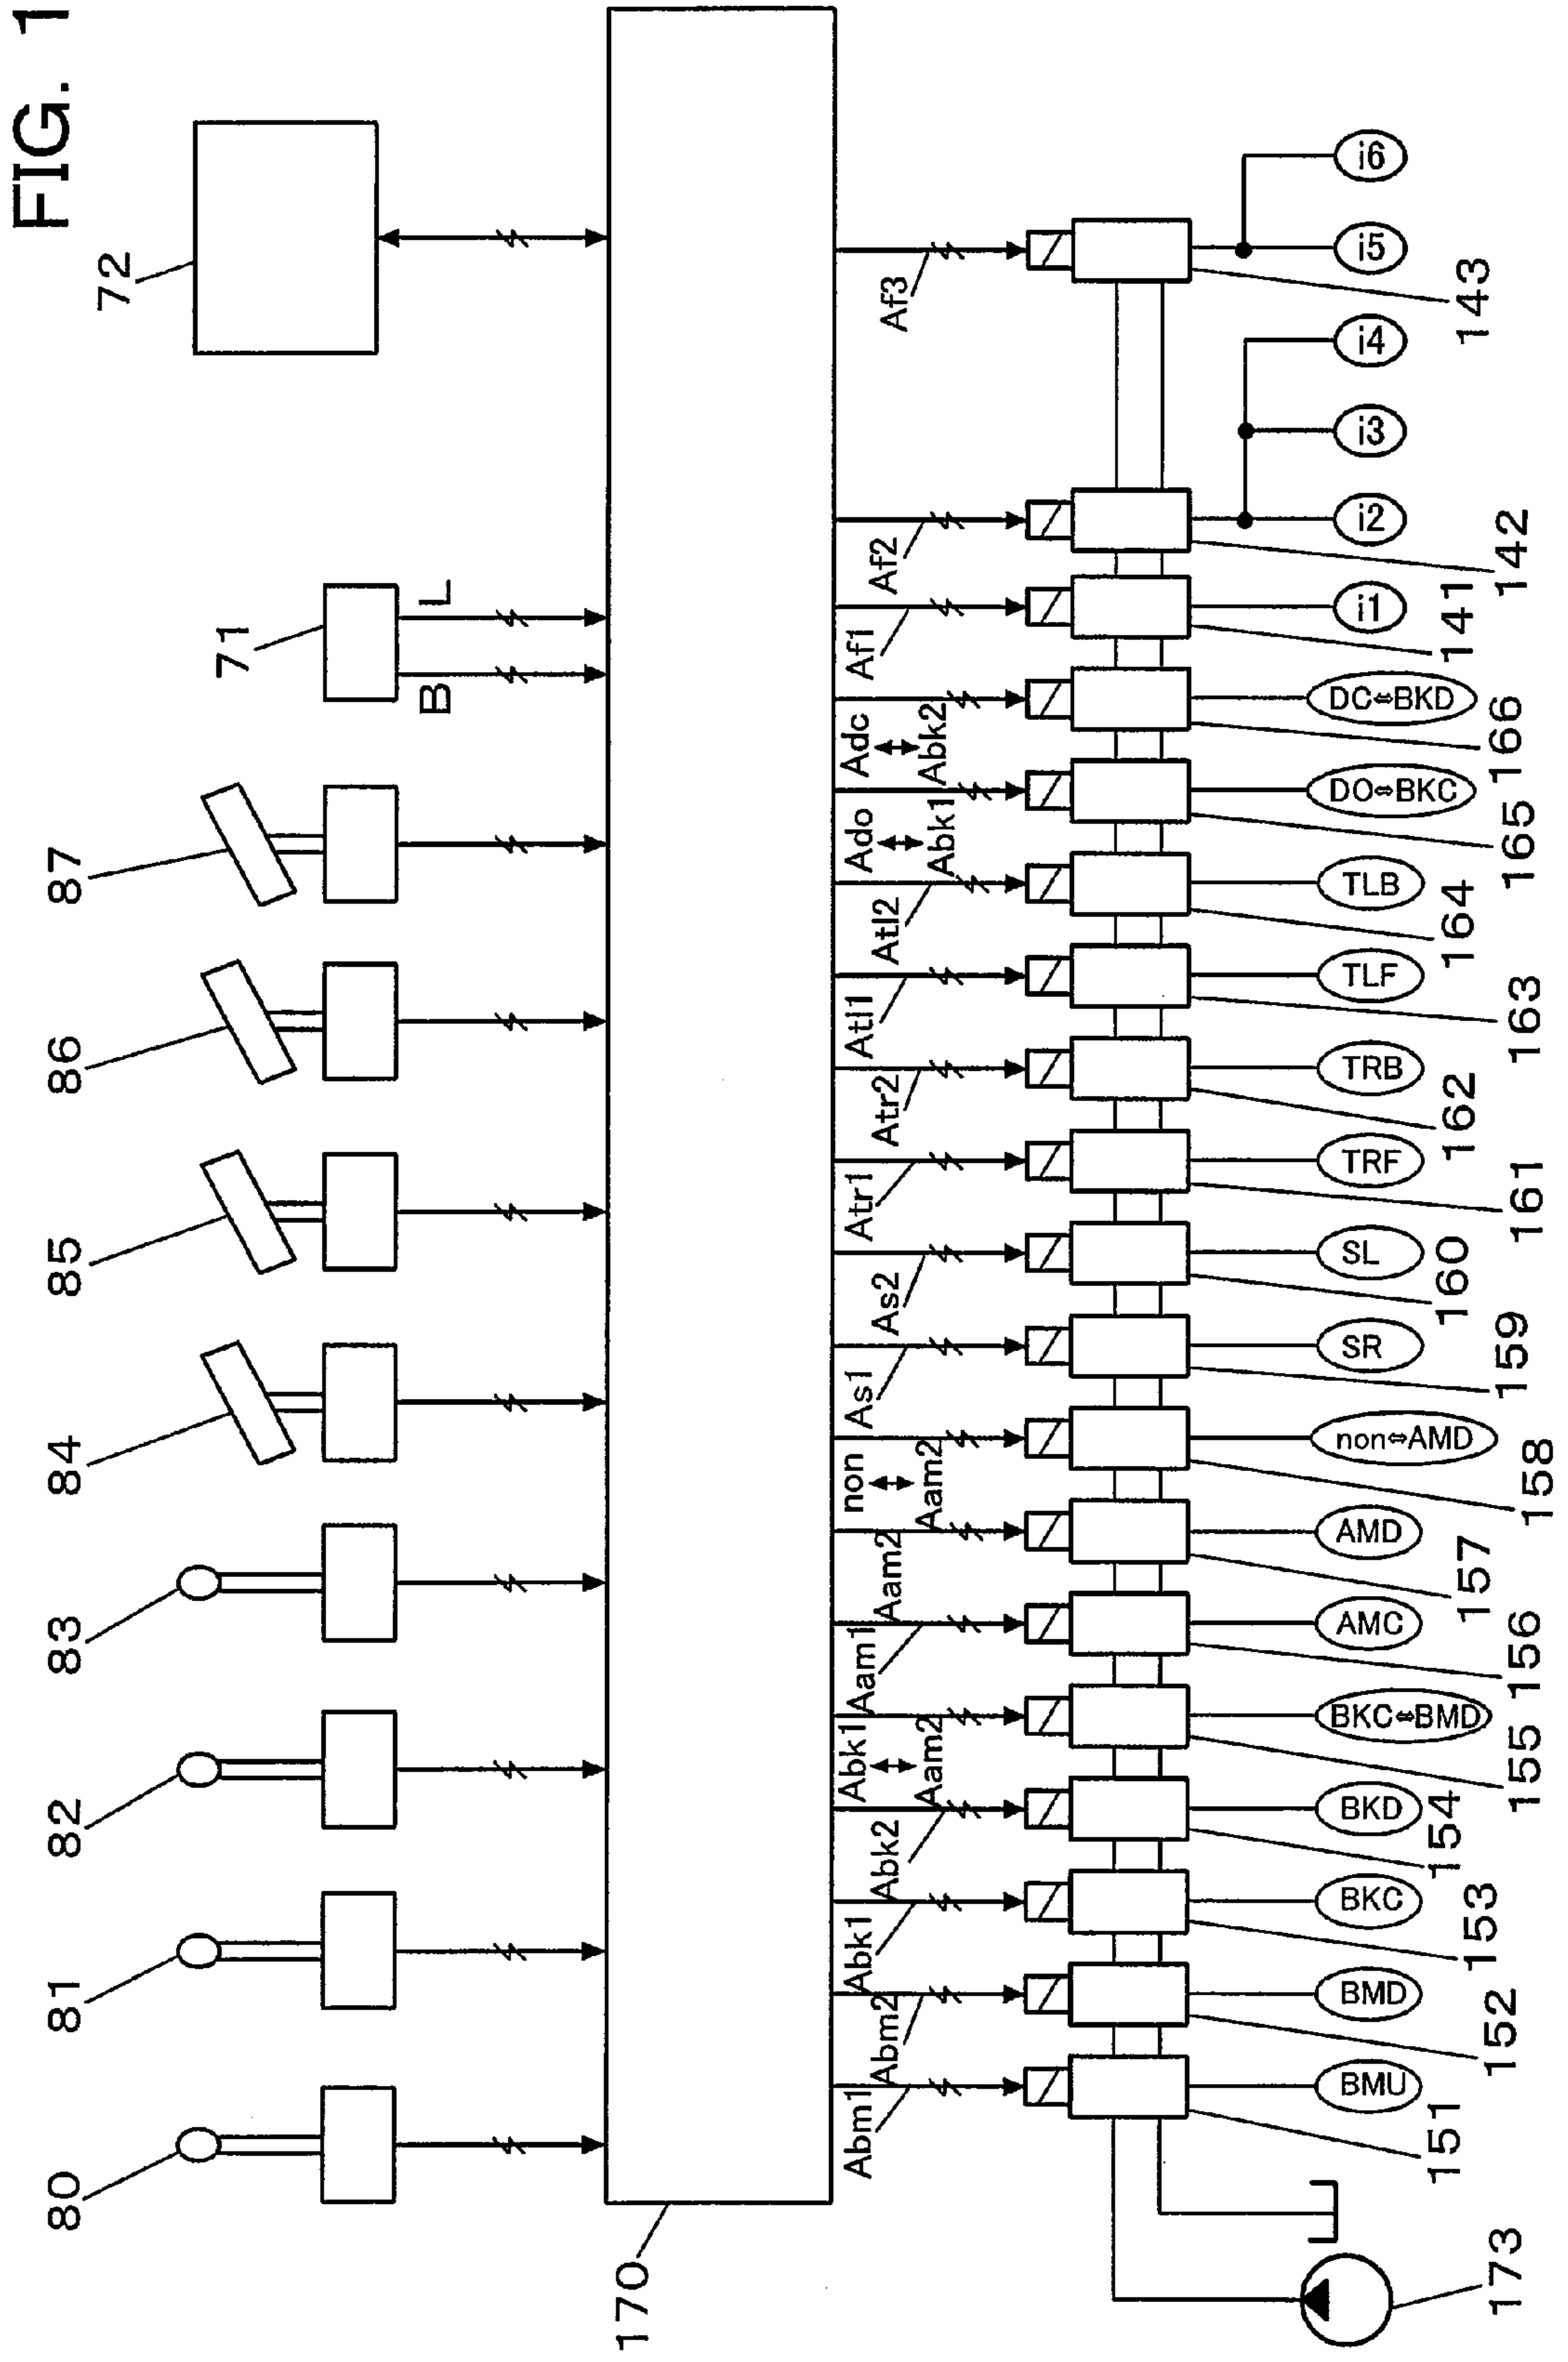 FIG. 1
72
71
87
86
85
84
83
82
81
80
B
L
170
Af3
Af2
Af1
Adc
Abk2
Ado
Abk1
Atl2
Atl1
Atr2
Atr1
As2
As1
non
Aam2
Aam2
Aam1
Abk1
Aam2
Abk2
Abk1
Abm2
Abm1
i6
i5
i4
i3
i2
i1
DC⇔BKD
DO⇔BKC
TLB
TLF
TRB
TRF
SL
SR
non⇔AMD
AMD
AMC
BKC⇔BMD
BKD
BKC
BMD
BMU
143
142
141
166
165
164
163
162
161
160
159
158
157
156
155
154
153
152
151
173